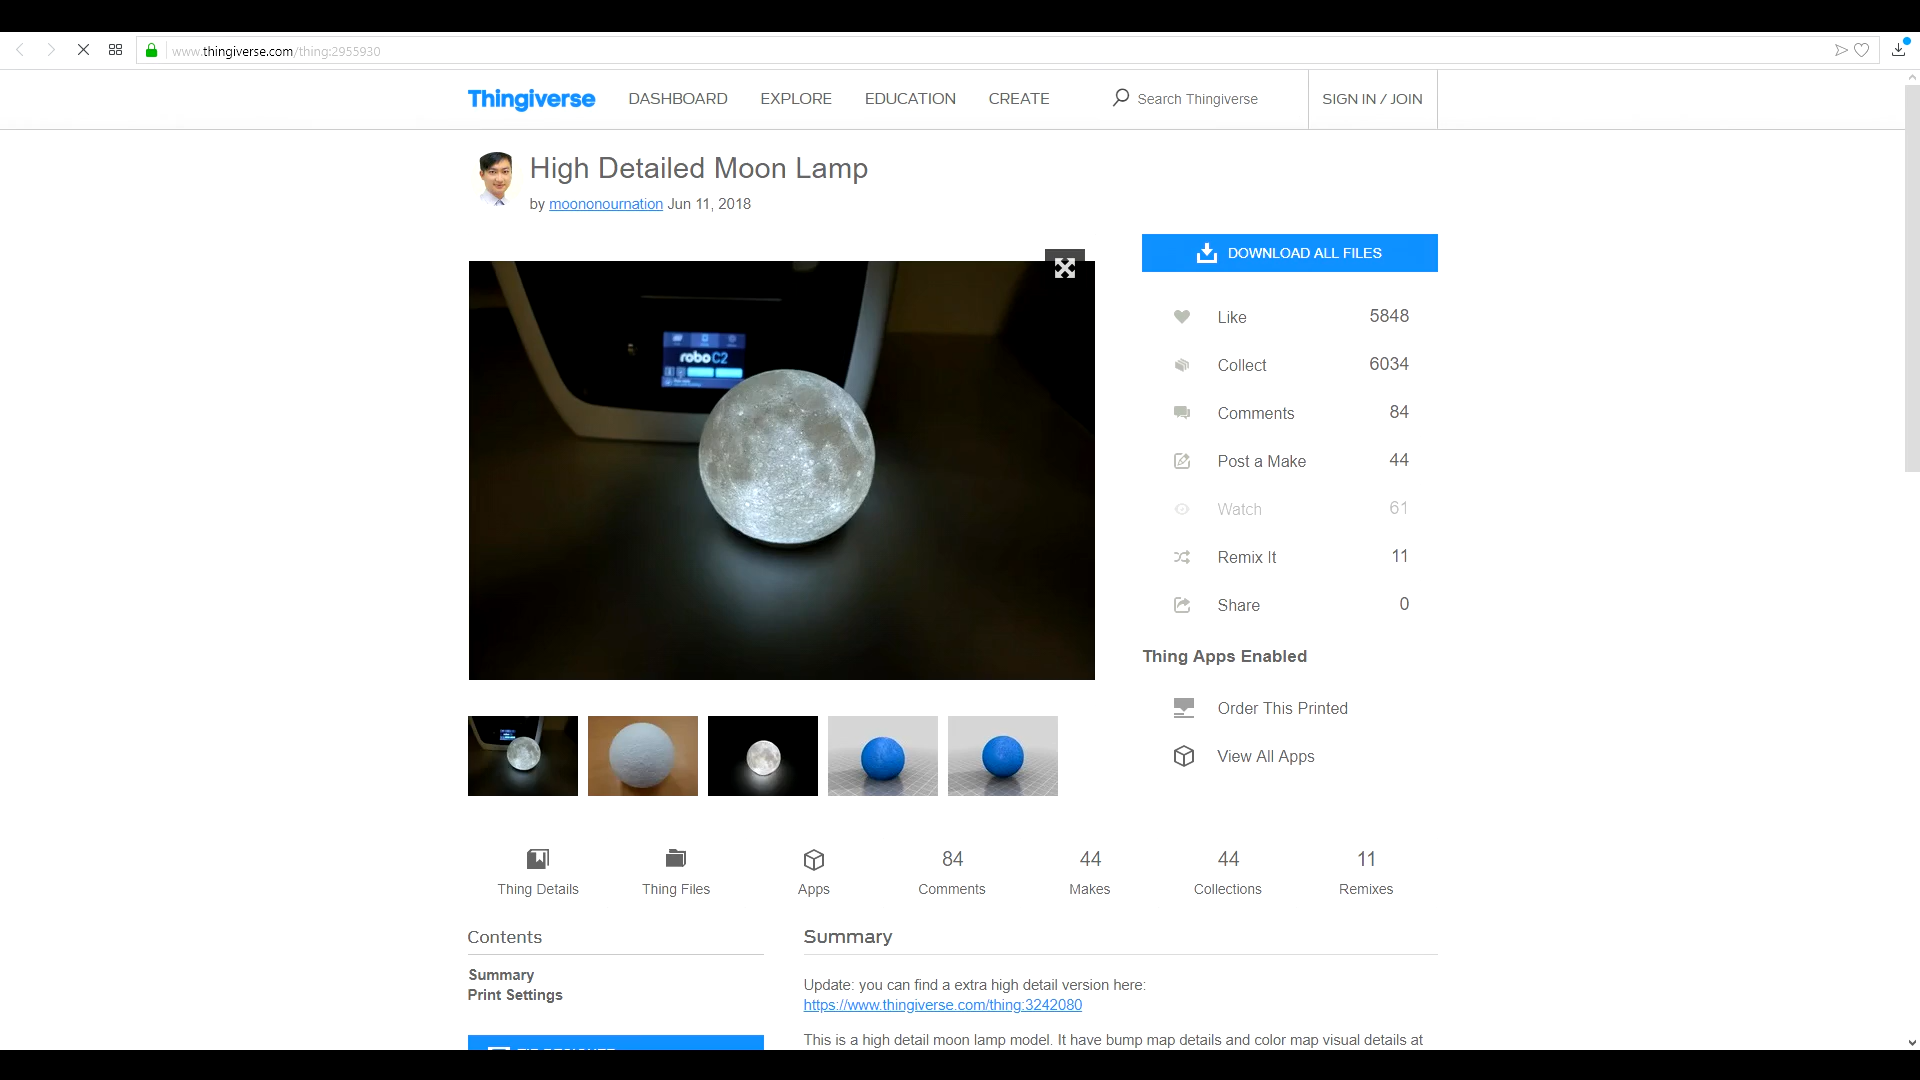 www.thingiverse.com/thing:2955930
Thingiverse DASHBOARD EXPLORE EDUCATION CREATE Search Thingiverse SIGN IN / JOIN
High Detailed Moon Lamp
by moononournation Jun 11, 2018
DOWNLOAD ALL FILES
robo C2
Like 5848
Collect 6034
Comments 84
Post a Make 44
Watch 61
Remix It 11
Share 0
Thing Apps Enabled
Order This Printed
View All Apps
84 44 44 11
Thing Details Thing Files Apps Comments Makes Collections Remixes
Contents
Summary
Print Settings
Summary
Update: you can find a extra high detail version here:
https://www.thingiverse.com/thing:3242080
This is a high detail moon lamp model. It have bump map details and color map visual details at